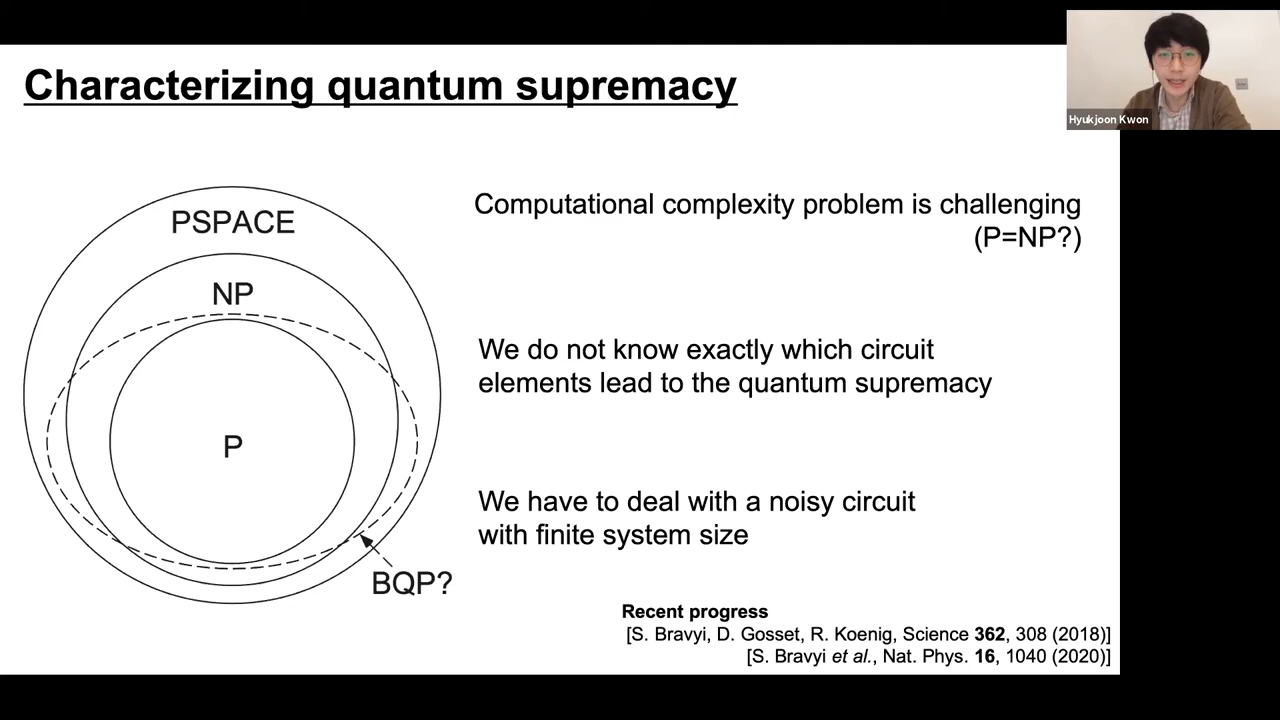 Characterizing quantum supremacy
Hyukjoon Kwon
PSPACE
NP
P
BQP?
Computational complexity problem is challenging
(P=NP?)
We do not know exactly which circuit
elements lead to the quantum supremacy
We have to deal with a noisy circuit
with finite system size
Recent progress
[S. Bravyi, D. Gosset, R. Koenig, Science 362, 308 (2018)]
[S. Bravyi et al., Nat. Phys. 16, 1040 (2020)]